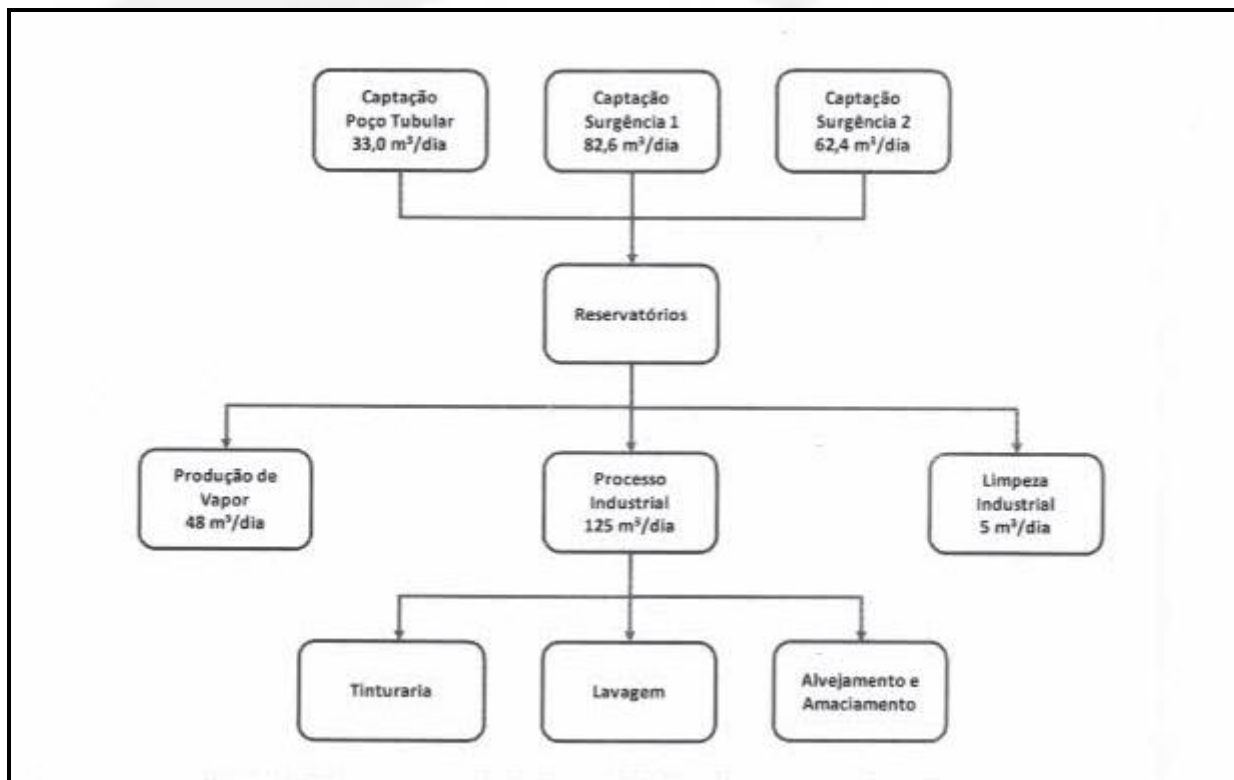 Captação
Poço Tubular
33,0 m³/dia
Captação
Surgência 1
82,6 m³/dia
Captação
Surgência 2
62,4 m³/dia
Reservatórios
Produção de
Vapor
48 m³/dia
Processo
Industrial
125 m³/dia
Limpeza
Industrial
5 m³/dia
Tinturaria
Lavagem
Alvejamento e
Amaciamento